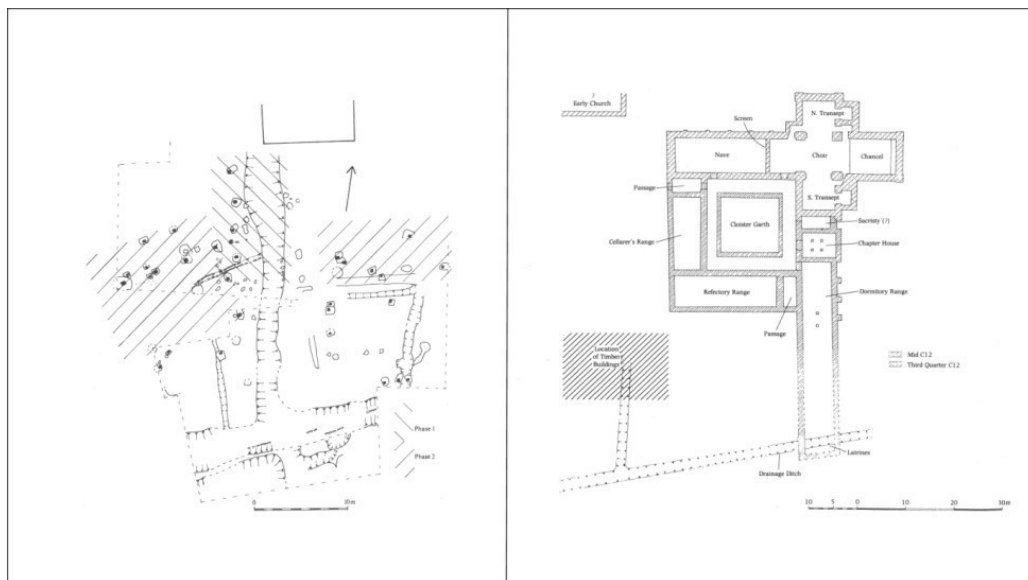 Phase 1
Phase 2
0
10m
Early Church
N. Transept
Screen
Nave
Choir
Chancel
Passage
S. Transept
Sacristy (?)
Cloister Garth
Chapter House
Cellarer's Range
Dormitory Range
Refectory Range
Passage
Location
of Timber
Buildings
Mid C12
Third Quarter C12
Latrines
Drainage Ditch
10 5 0 10 20 30m